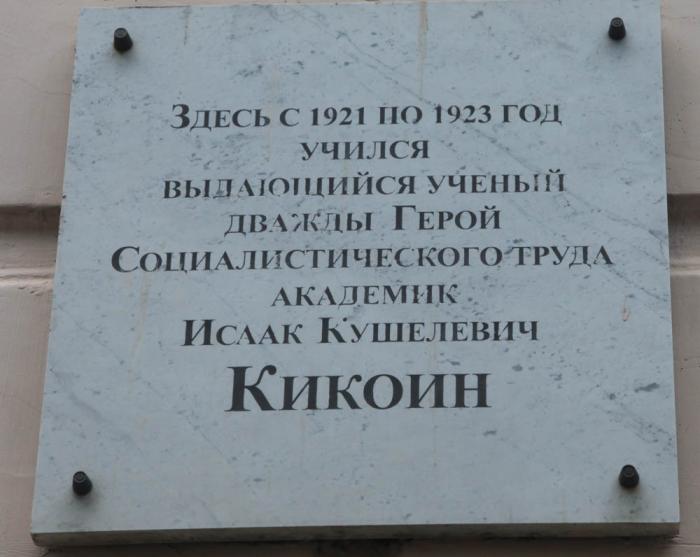 Здесь с 1921 по 1923 год
учился
выдающийся ученый
дважды Герой
Социалистического труда
академик
Исаак Кушелевич
Кикоин